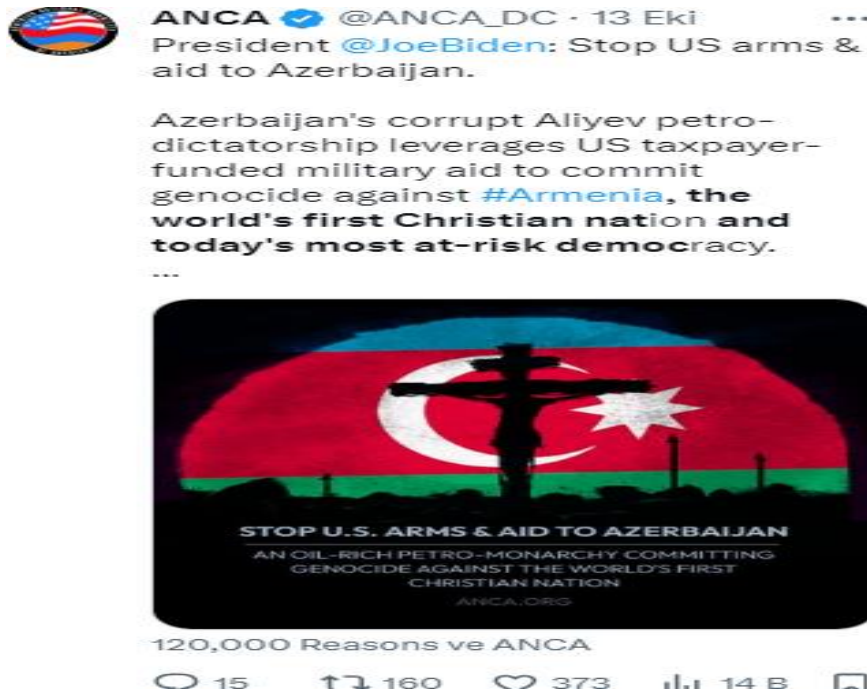 ANCA @ANCA_DC · 13 Eki ...
President @JoeBiden: Stop US arms &
aid to Azerbaijan.
Azerbaijan's corrupt Aliyev petro-
dictatorship leverages US taxpayer-
funded military aid to commit
genocide against #Armenia, the
world's first Christian nation and
today's most at-risk democracy.
...
STOP U.S. ARMS & AID TO AZERBAIJAN
AN OIL-RICH PETRO-MONARCHY COMMITTING
GENOCIDE AGAINST THE WORLD'S FIRST
CHRISTIAN NATION
ANCA.ORG
120,000 Reasons ve ANCA
15 160 373 14 B